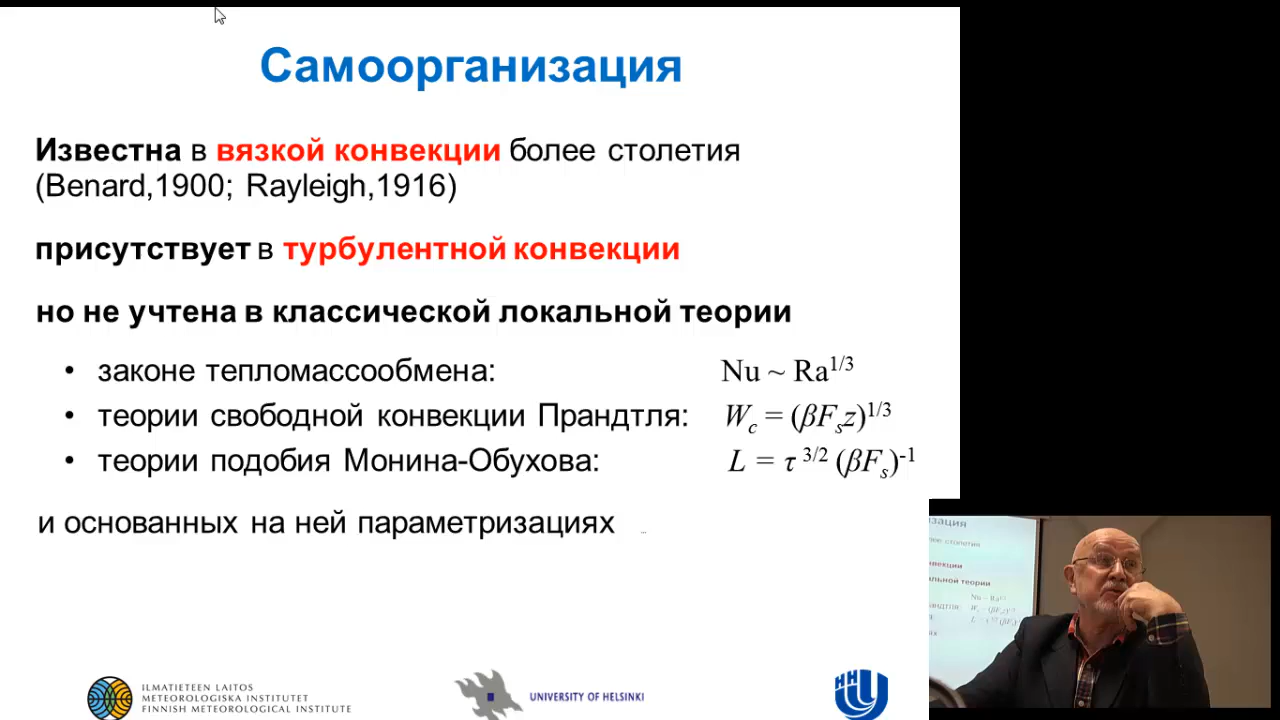 Самоорганизация
Известна в вязкой конвекции более столетия
(Benard,1900; Rayleigh,1916)
присутствует в турбулентной конвекции
но не учтена в классической локальной теории
• законе тепломассообмена: Nu ~ Ra^1/3
• теории свободной конвекции Прандтля: W_c = (βF_s z)^1/3
• теории подобия Монина-Обухова: L = τ^3/2 (βF_s)^-1
и основанных на ней параметризациях
ILMATIETEEN LAITOS
METEOROLOGISKA INSTITUTET
FINNISH METEOROLOGICAL INSTITUTE
UNIVERSITY OF HELSINKI